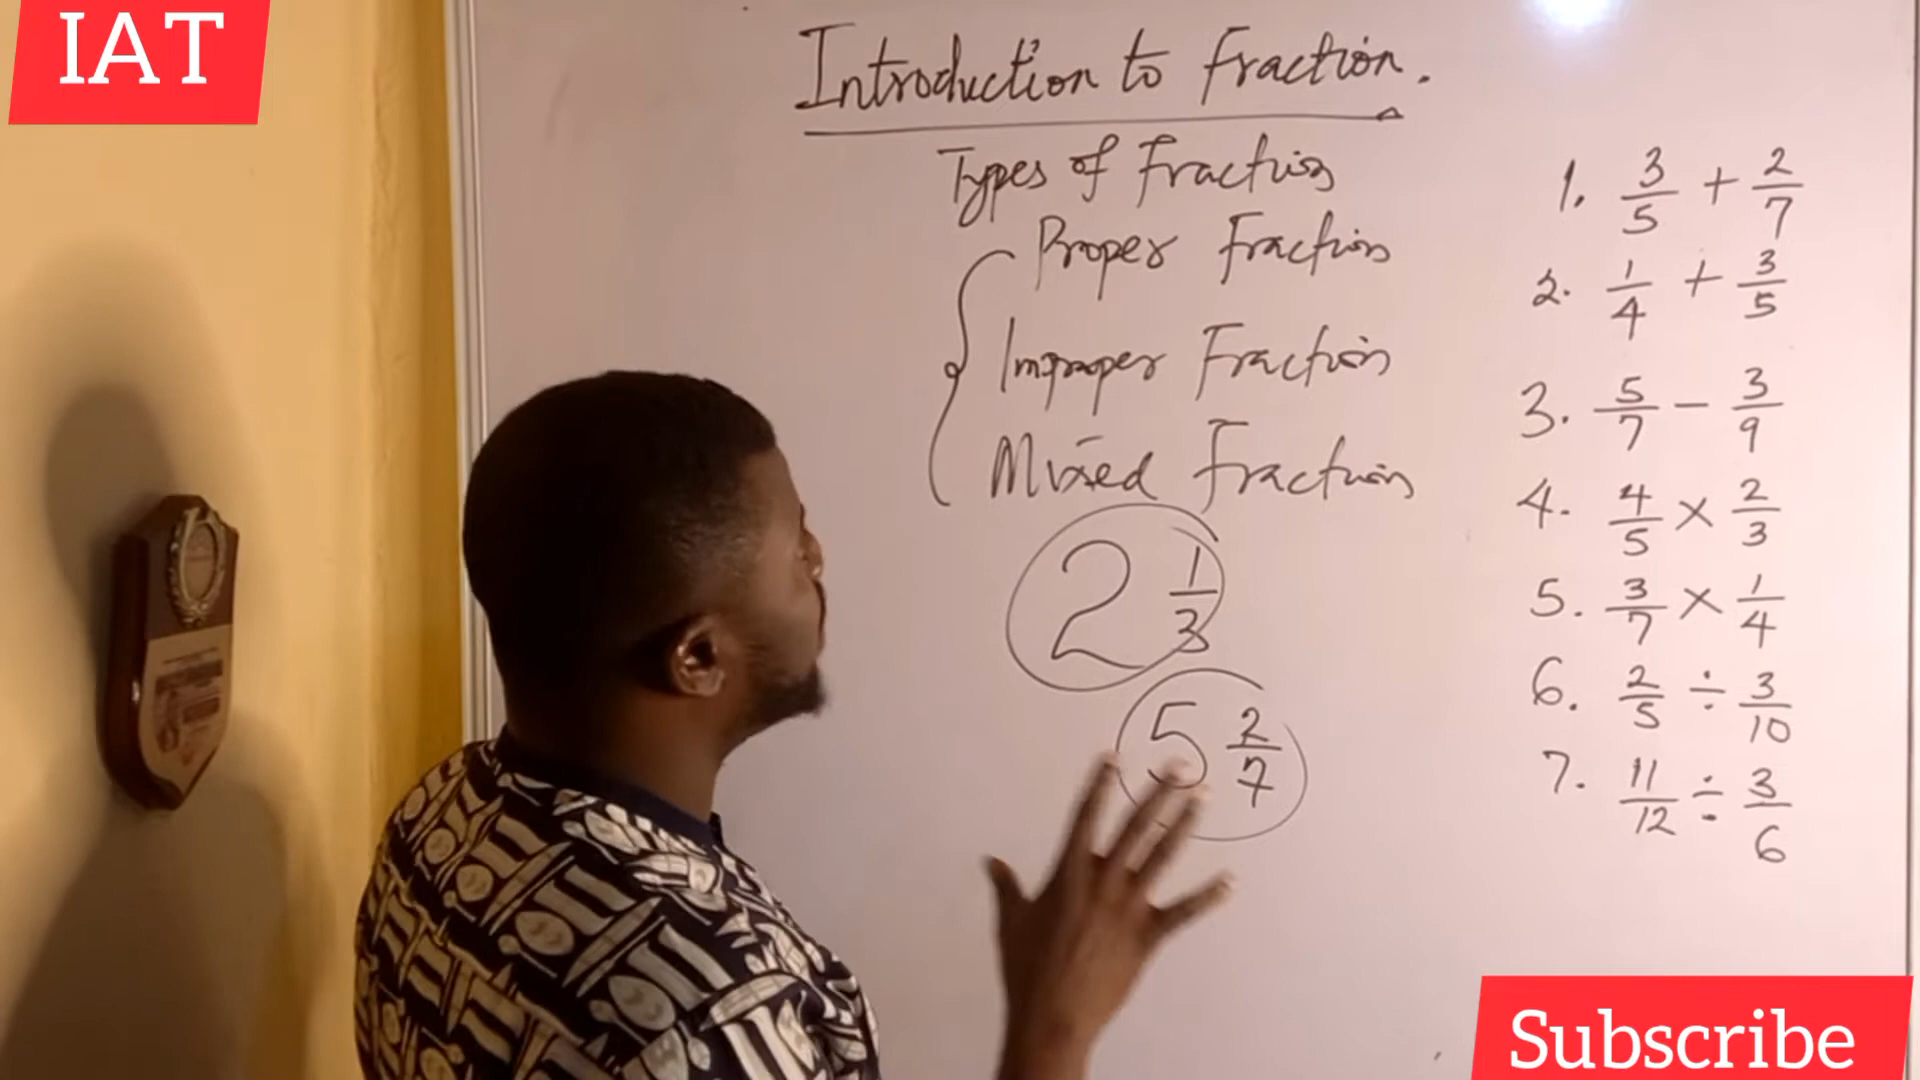 IAT
Introduction to Fraction.
Types of Fraction
Proper Fraction
Improper Fraction
Mixed Fraction
2 1/3
5 2/7
1. 3/5 + 2/7
2. 1/4 + 3/5
3. 5/7 - 3/9
4. 4/5 × 2/3
5. 3/7 × 1/4
6. 2/5 ÷ 3/10
7. 11/12 ÷ 3/6
Subscribe